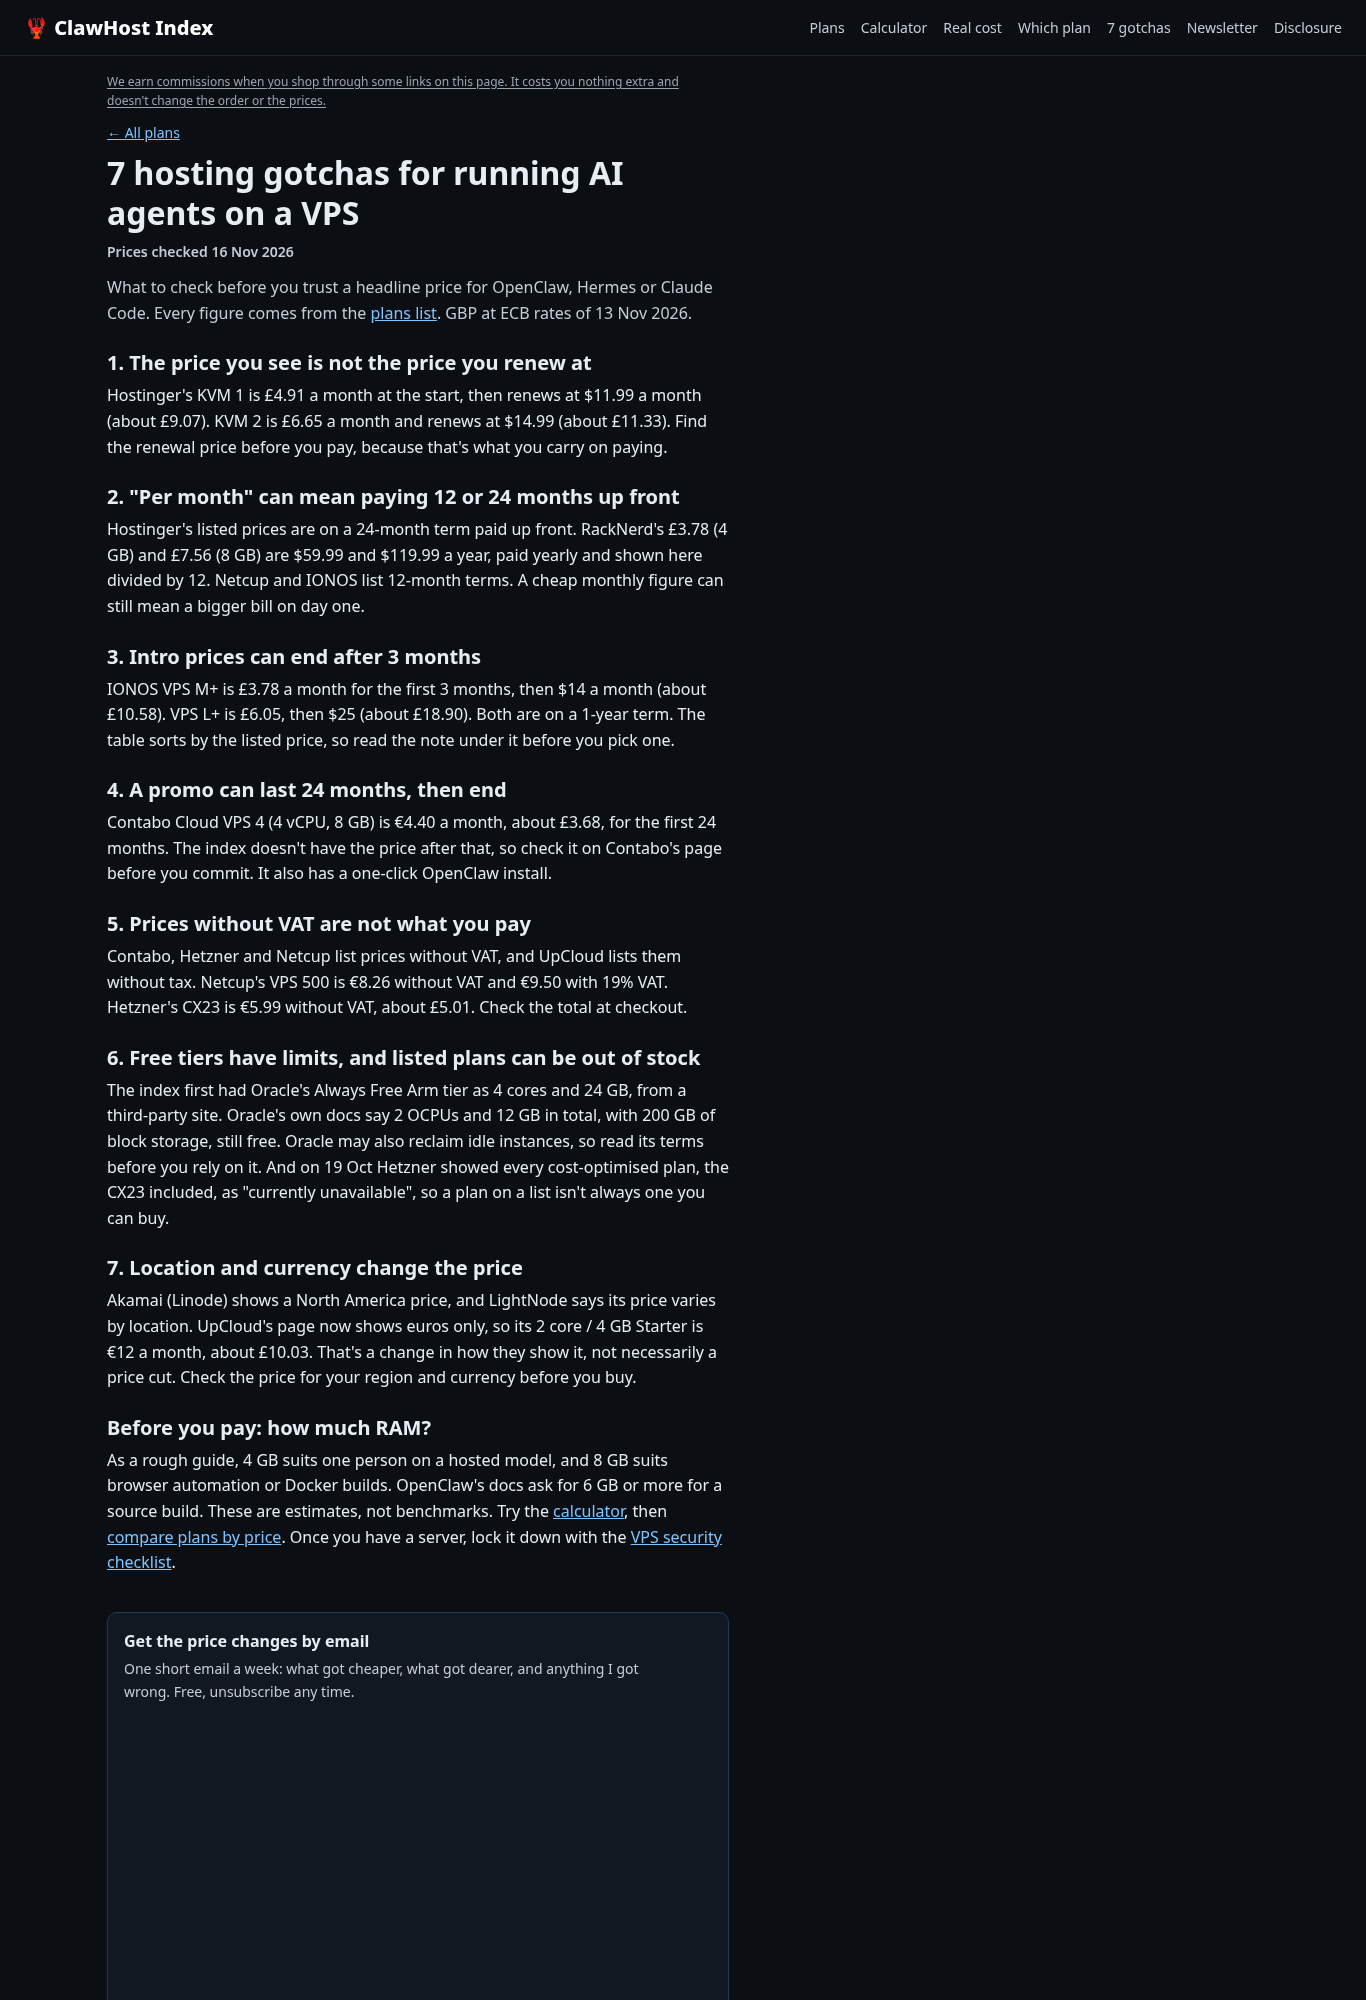 ClawHost Index
Plans Calculator Real cost Which plan 7 gotchas Newsletter Disclosure
We earn commissions when you shop through some links on this page. It costs you nothing extra and
doesn't change the order or the prices.
← All plans
7 hosting gotchas for running AI
agents on a VPS
Prices checked 16 Nov 2026
What to check before you trust a headline price for OpenClaw, Hermes or Claude
Code. Every figure comes from the plans list. GBP at ECB rates of 13 Nov 2026.
1. The price you see is not the price you renew at
Hostinger's KVM 1 is £4.91 a month at the start, then renews at $11.99 a month
(about £9.07). KVM 2 is £6.65 a month and renews at $14.99 (about £11.33). Find
the renewal price before you pay, because that's what you carry on paying.
2. "Per month" can mean paying 12 or 24 months up front
Hostinger's listed prices are on a 24-month term paid up front. RackNerd's £3.78 (4
GB) and £7.56 (8 GB) are $59.99 and $119.99 a year, paid yearly and shown here
divided by 12. Netcup and IONOS list 12-month terms. A cheap monthly figure can
still mean a bigger bill on day one.
3. Intro prices can end after 3 months
IONOS VPS M+ is £3.78 a month for the first 3 months, then $14 a month (about
£10.58). VPS L+ is £6.05, then $25 (about £18.90). Both are on a 1-year term. The
table sorts by the listed price, so read the note under it before you pick one.
4. A promo can last 24 months, then end
Contabo Cloud VPS 4 (4 vCPU, 8 GB) is €4.40 a month, about £3.68, for the first 24
months. The index doesn't have the price after that, so check it on Contabo's page
before you commit. It also has a one-click OpenClaw install.
5. Prices without VAT are not what you pay
Contabo, Hetzner and Netcup list prices without VAT, and UpCloud lists them
without tax. Netcup's VPS 500 is €8.26 without VAT and €9.50 with 19% VAT.
Hetzner's CX23 is €5.99 without VAT, about £5.01. Check the total at checkout.
6. Free tiers have limits, and listed plans can be out of stock
The index first had Oracle's Always Free Arm tier as 4 cores and 24 GB, from a
third-party site. Oracle's own docs say 2 OCPUs and 12 GB in total, with 200 GB of
block storage, still free. Oracle may also reclaim idle instances, so read its terms
before you rely on it. And on 19 Oct Hetzner showed every cost-optimised plan, the
CX23 included, as "currently unavailable", so a plan on a list isn't always one you
can buy.
7. Location and currency change the price
Akamai (Linode) shows a North America price, and LightNode says its price varies
by location. UpCloud's page now shows euros only, so its 2 core / 4 GB Starter is
€12 a month, about £10.03. That's a change in how they show it, not necessarily a
price cut. Check the price for your region and currency before you buy.
Before you pay: how much RAM?
As a rough guide, 4 GB suits one person on a hosted model, and 8 GB suits
browser automation or Docker builds. OpenClaw's docs ask for 6 GB or more for a
source build. These are estimates, not benchmarks. Try the calculator, then
compare plans by price. Once you have a server, lock it down with the VPS security
checklist.
Get the price changes by email
One short email a week: what got cheaper, what got dearer, and anything I got
wrong. Free, unsubscribe any time.